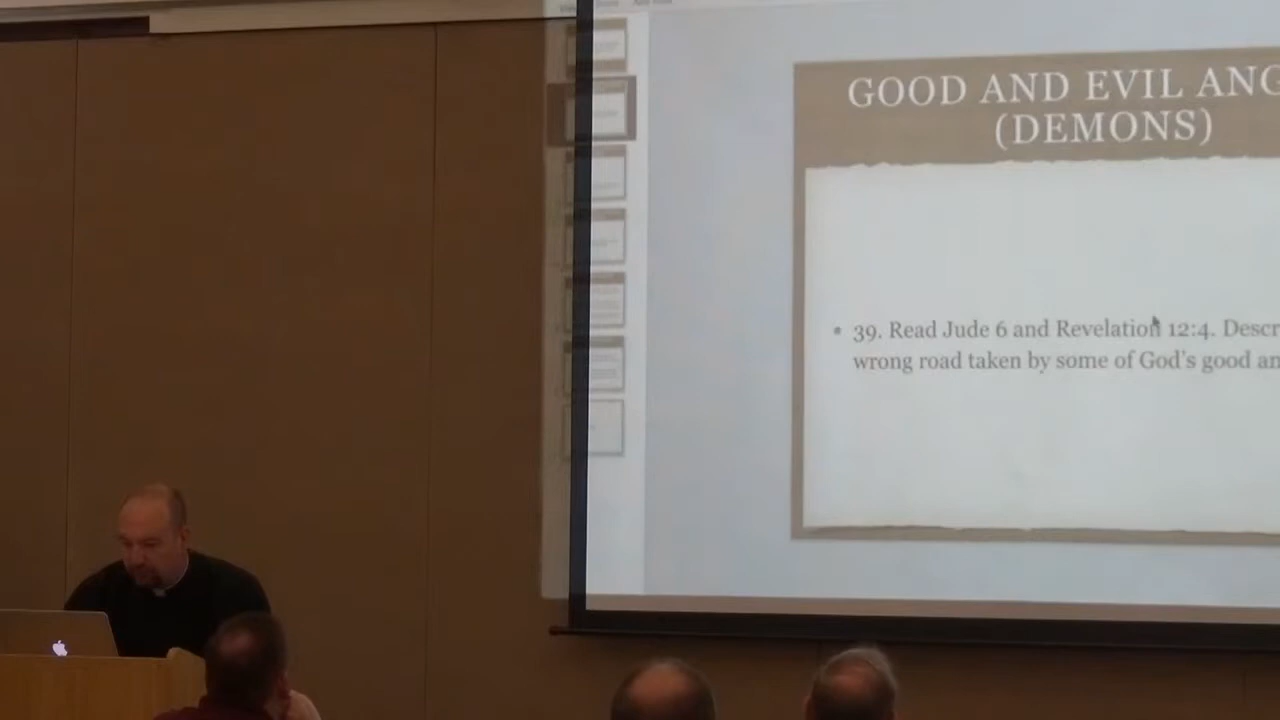 GOOD AND EVIL ANG
(DEMONS)
• 39. Read Jude 6 and Revelation 12:4. Descr
wrong road taken by some of God's good an